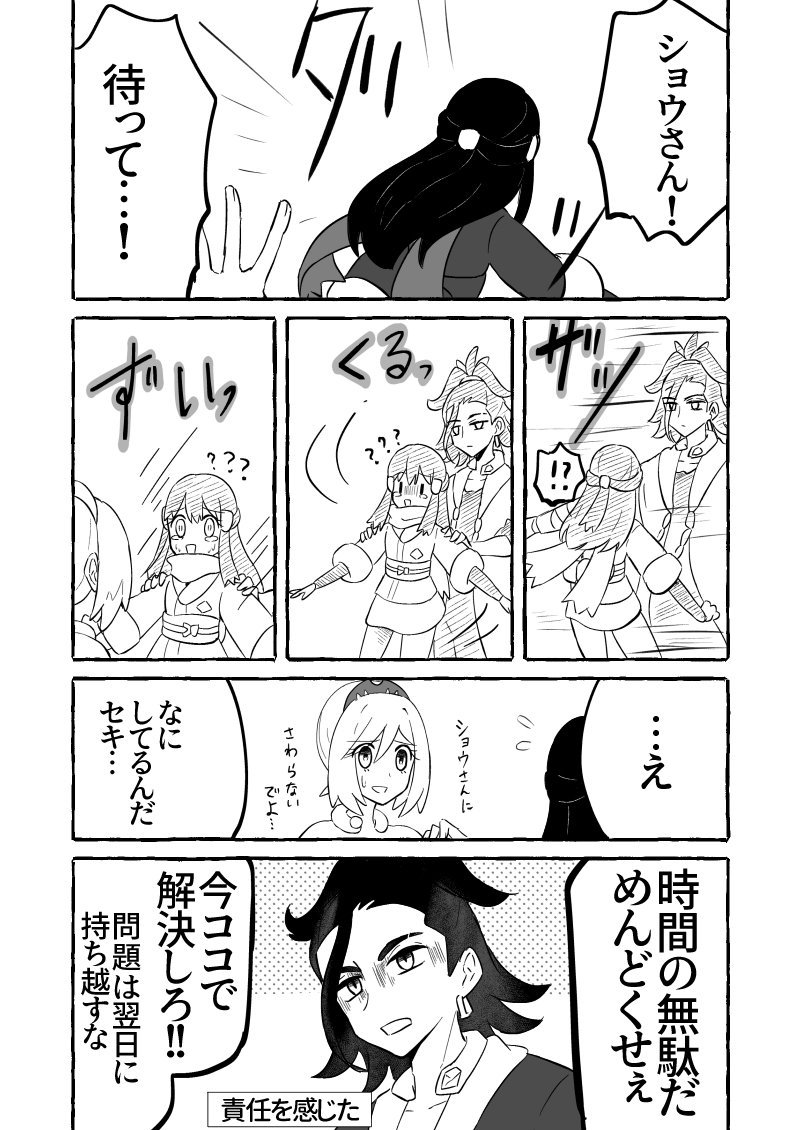 ショウさん！
ダッ
待って…！
ザッ
!?
くるっ
???
ずいっ
???
…え
ショウさんに
さわらない
でよ…
なに
してるんだ
セキ…
時間の無駄だ
めんどくせぇ
今ココで
解決しろ!!
問題は翌日に
持ち越すな
責任を感じた